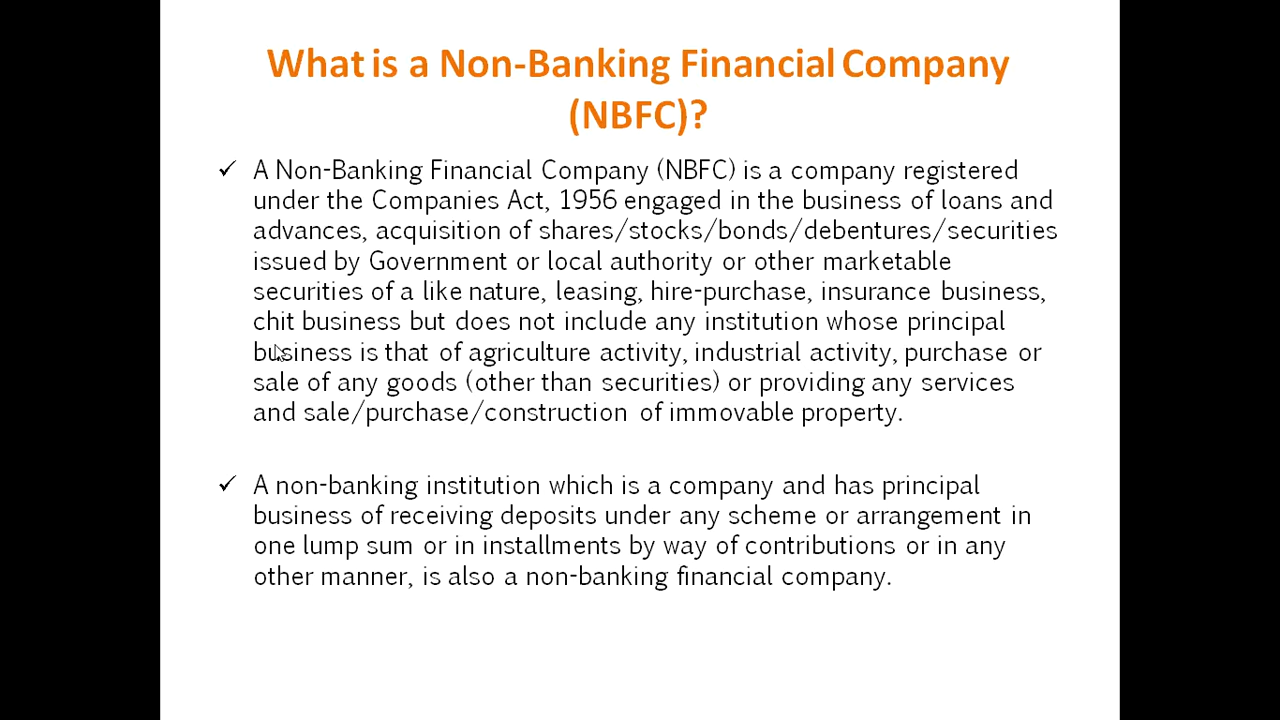 What is a Non-Banking Financial Company
(NBFC)?
✓ A Non-Banking Financial Company (NBFC) is a company registered
under the Companies Act, 1956 engaged in the business of loans and
advances, acquisition of shares/stocks/bonds/debentures/securities
issued by Government or local authority or other marketable
securities of a like nature, leasing, hire-purchase, insurance business,
chit business but does not include any institution whose principal
business is that of agriculture activity, industrial activity, purchase or
sale of any goods (other than securities) or providing any services
and sale/purchase/construction of immovable property.
✓ A non-banking institution which is a company and has principal
business of receiving deposits under any scheme or arrangement in
one lump sum or in installments by way of contributions or in any
other manner, is also a non-banking financial company.